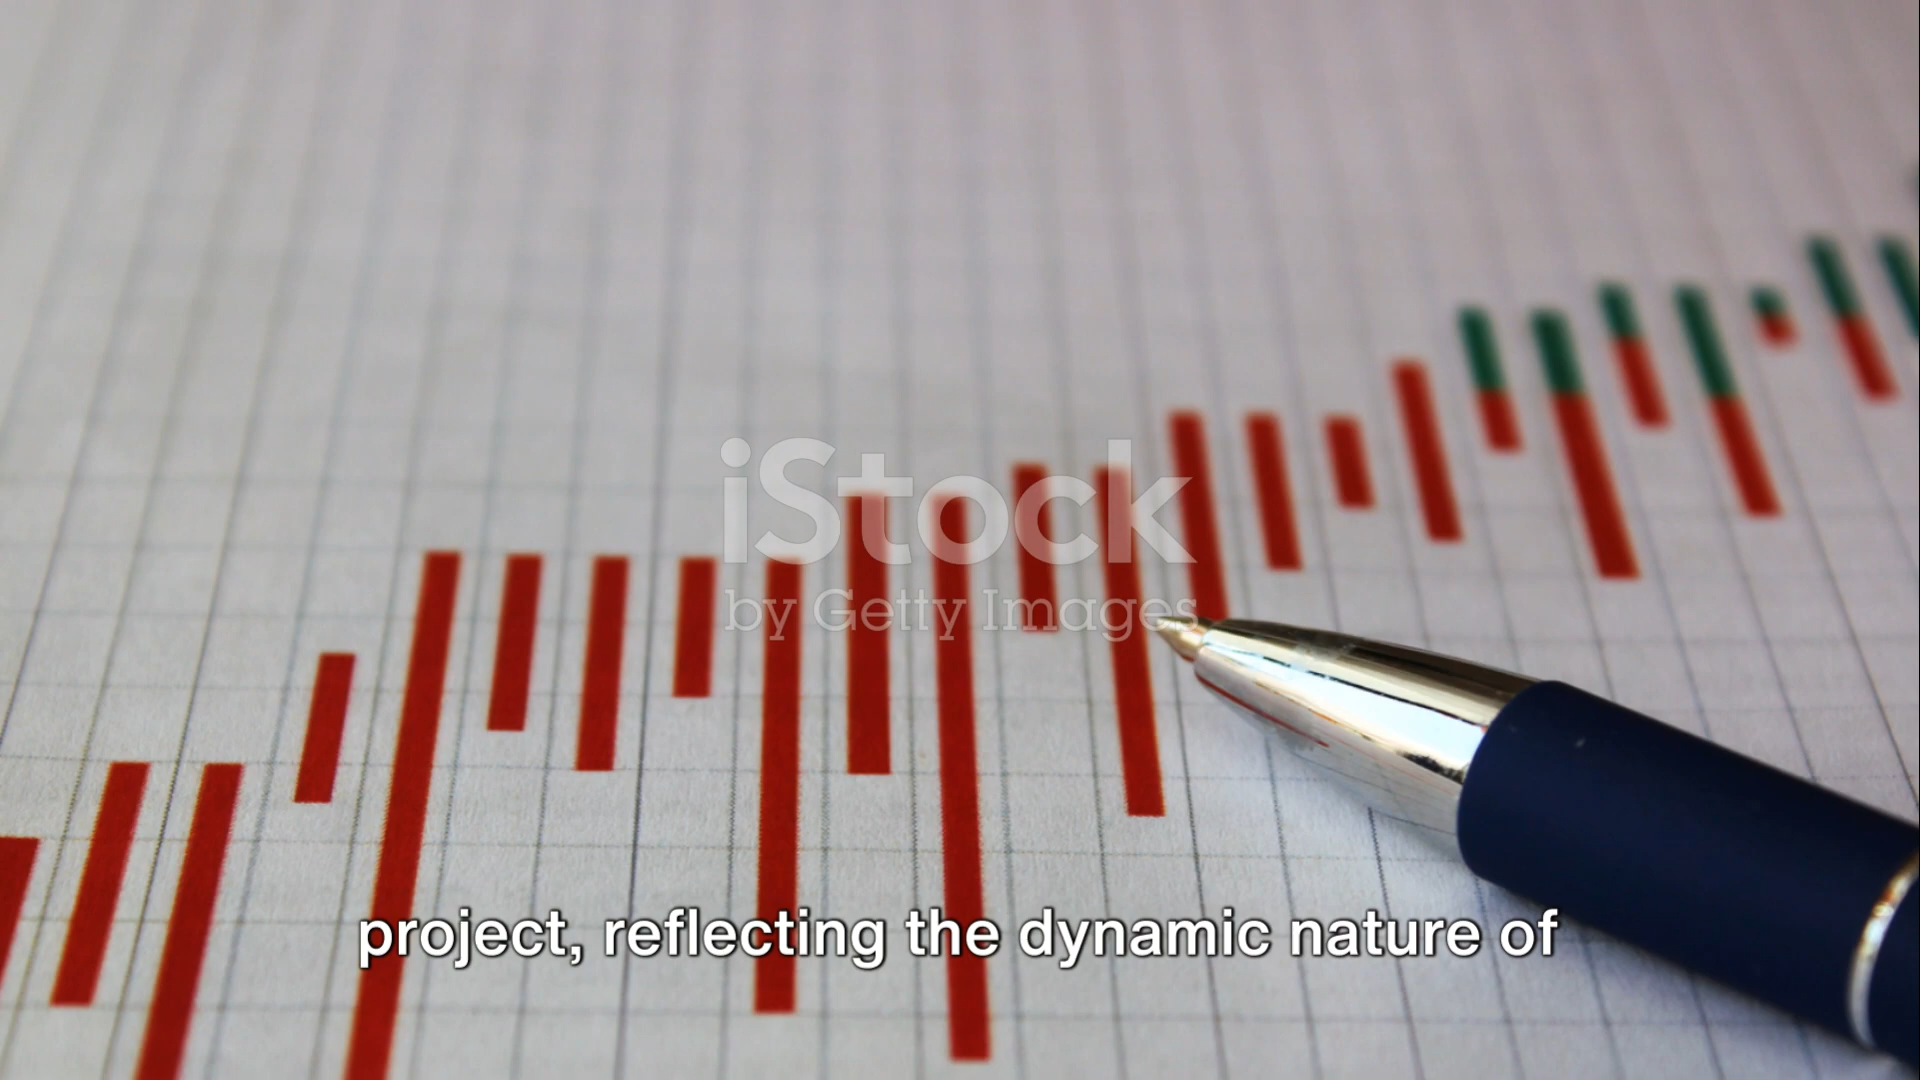 iStock
by Getty Images
project, reflecting the dynamic nature of